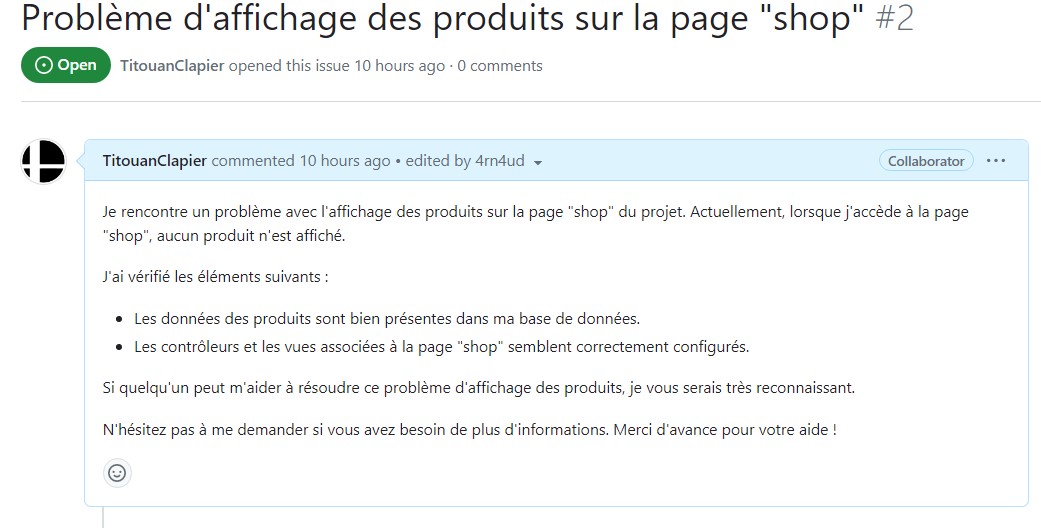 Problème d'affichage des produits sur la page "shop" #2
Open TitouanClapier opened this issue 10 hours ago · 0 comments
TitouanClapier commented 10 hours ago • edited by 4rn4ud
Collaborator
Je rencontre un problème avec l'affichage des produits sur la page "shop" du projet. Actuellement, lorsque j'accède à la page
"shop", aucun produit n'est affiché.
J'ai vérifié les éléments suivants :
• Les données des produits sont bien présentes dans ma base de données.
• Les contrôleurs et les vues associées à la page "shop" semblent correctement configurés.
Si quelqu'un peut m'aider à résoudre ce problème d'affichage des produits, je vous serais très reconnaissant.
N'hésitez pas à me demander si vous avez besoin de plus d'informations. Merci d'avance pour votre aide !